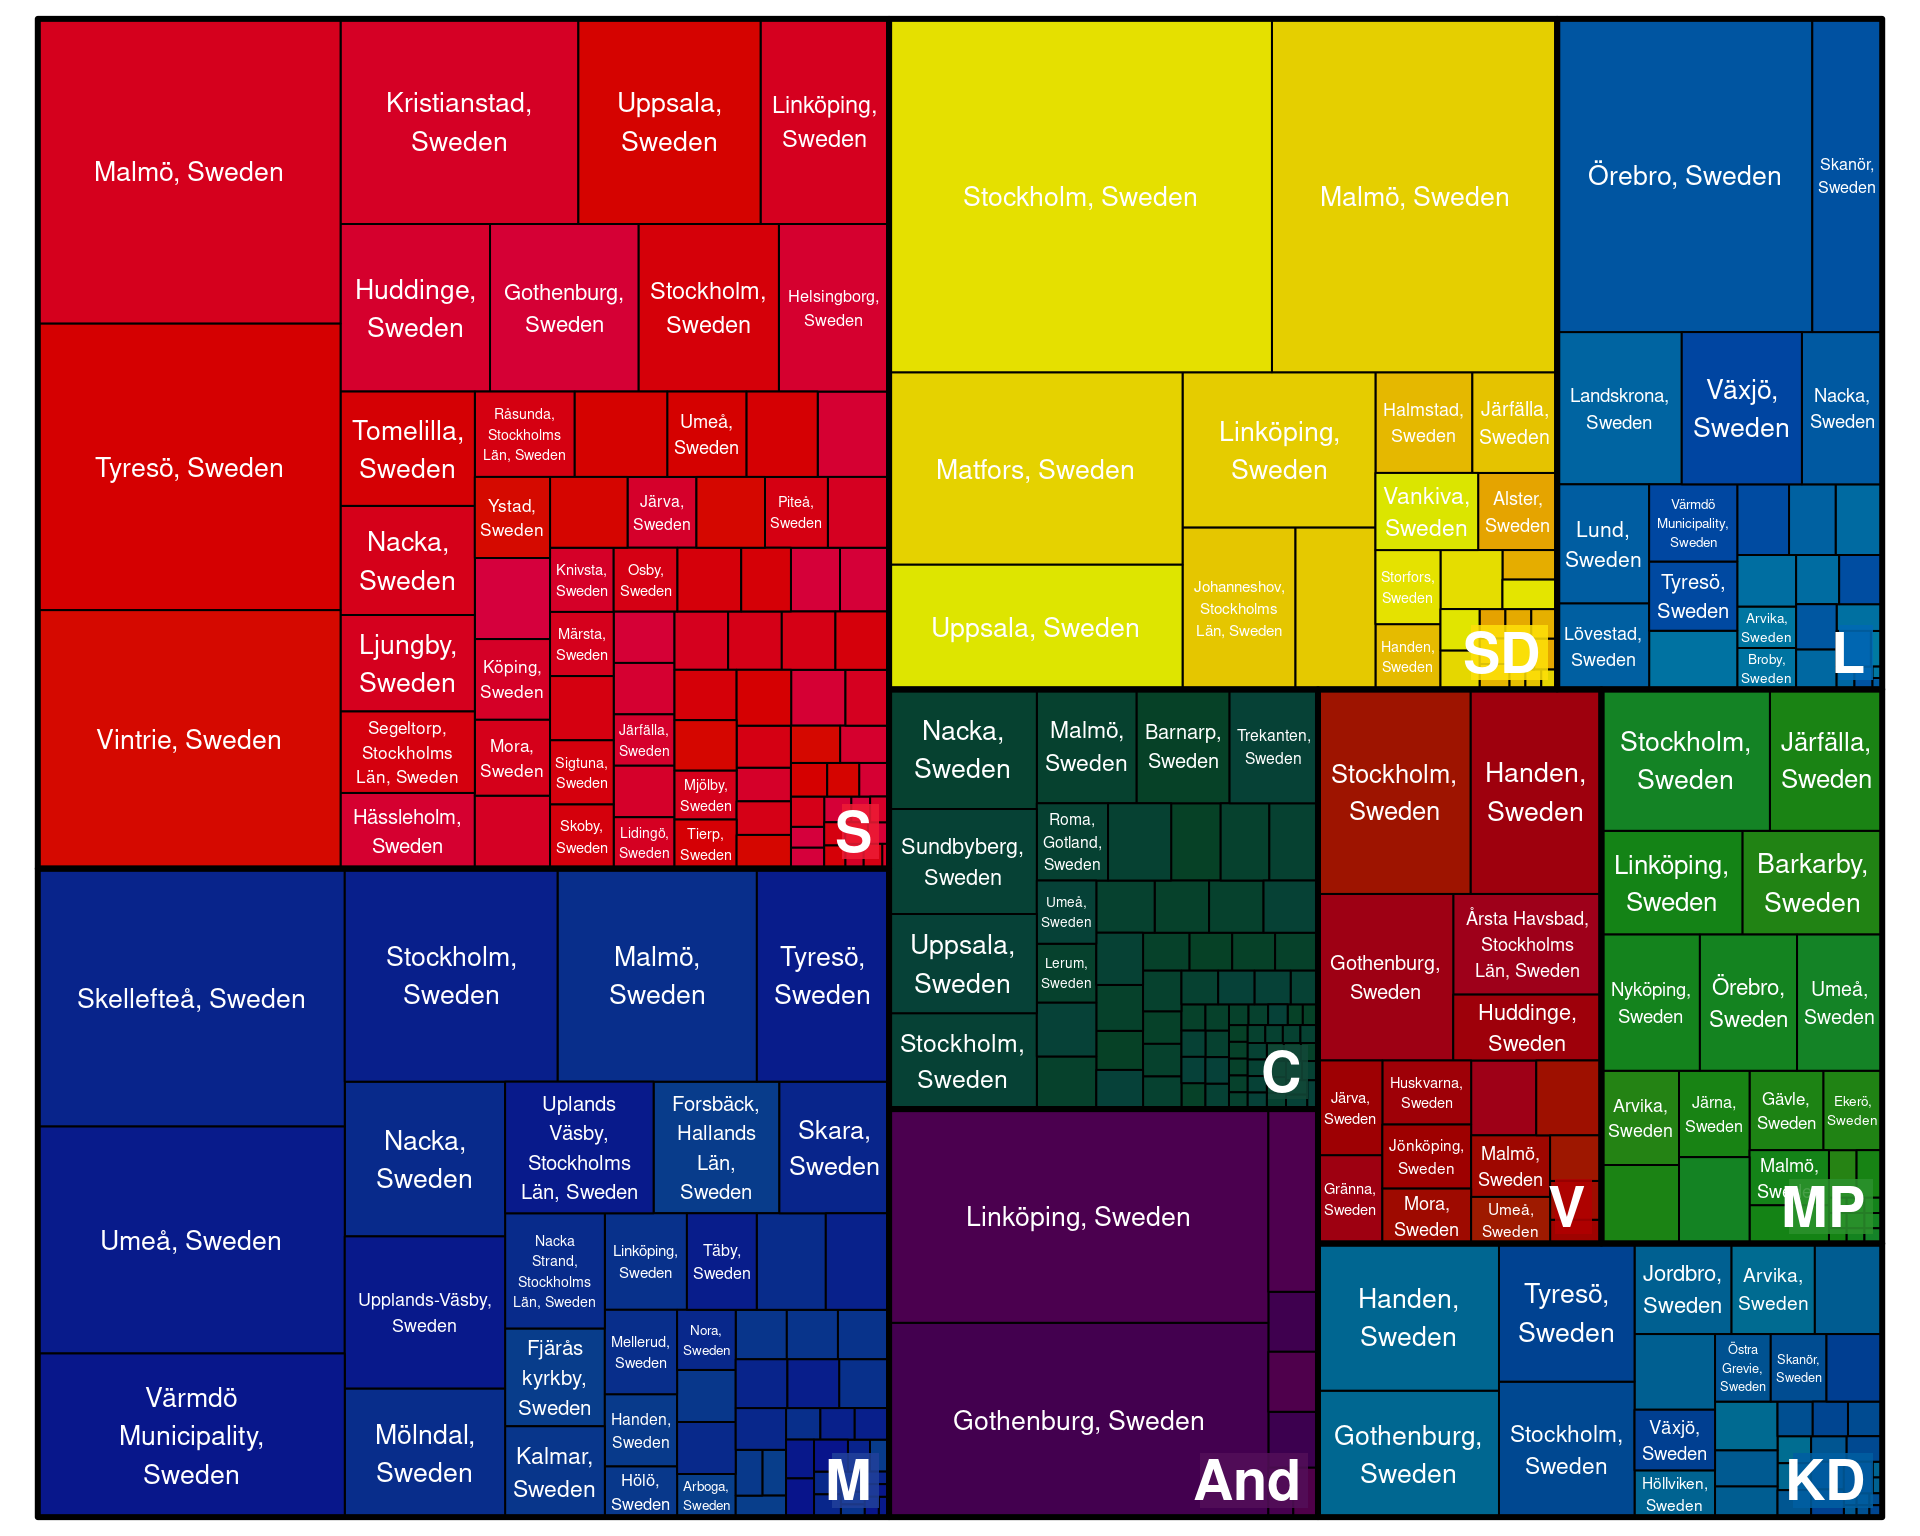 Malmö, Sweden
Tyresö, Sweden
Vintrie, Sweden
Kristianstad,
Sweden
Uppsala,
Sweden
Linköping,
Sweden
Huddinge,
Sweden
Gothenburg,
Sweden
Stockholm,
Sweden
Helsingborg,
Sweden
Tomelilla,
Sweden
Nacka,
Sweden
Ljungby,
Sweden
Segeltorp,
Stockholms
Län, Sweden
Hässleholm,
Sweden
Råsunda,
Stockholms
Län, Sweden
Umeå,
Sweden
Ystad,
Sweden
Järva,
Sweden
Piteå,
Sweden
Köping,
Sweden
Mora,
Sweden
Knivsta,
Sweden
Osby,
Sweden
Märsta,
Sweden
Sigtuna,
Sweden
Skoby,
Sweden
Järfälla,
Sweden
Lidingö,
Sweden
Mjölby,
Sweden
Tierp,
Sweden
S
Stockholm, Sweden
Malmö, Sweden
Matfors, Sweden
Uppsala, Sweden
Linköping,
Sweden
Johanneshov,
Stockholms
Län, Sweden
Halmstad,
Sweden
Järfälla,
Sweden
Vankiva,
Sweden
Alster,
Sweden
Storfors,
Sweden
Handen,
Sweden
SD
Örebro, Sweden
Skanör,
Sweden
Landskrona,
Sweden
Växjö,
Sweden
Nacka,
Sweden
Lund,
Sweden
Lövestad,
Sweden
Värmdö
Municipality,
Sweden
Tyresö,
Sweden
Arvika,
Sweden
Broby,
Sweden
L
Skellefteå, Sweden
Umeå, Sweden
Värmdö
Municipality,
Sweden
Stockholm,
Sweden
Malmö,
Sweden
Tyresö,
Sweden
Nacka,
Sweden
Upplands-Väsby,
Sweden
Mölndal,
Sweden
Uplands
Väsby,
Stockholms
Län, Sweden
Forsbäck,
Hallands
Län,
Sweden
Skara,
Sweden
Nacka
Strand,
Stockholms
Län, Sweden
Fjärås
kyrkby,
Sweden
Kalmar,
Sweden
Linköping,
Sweden
Täby,
Sweden
Mellerud,
Sweden
Handen,
Sweden
Hölö,
Sweden
Nora,
Sweden
Arboga,
Sweden
M
Nacka,
Sweden
Sundbyberg,
Sweden
Uppsala,
Sweden
Stockholm,
Sweden
Malmö,
Sweden
Barnarp,
Sweden
Trekanten,
Sweden
Roma,
Gotland,
Sweden
Umeå,
Sweden
Lerum,
Sweden
C
Linköping, Sweden
Gothenburg, Sweden
And
Stockholm,
Sweden
Handen,
Sweden
Gothenburg,
Sweden
Årsta Havsbad,
Stockholms
Län, Sweden
Huddinge,
Sweden
Järva,
Sweden
Gränna,
Sweden
Huskvarna,
Sweden
Jönköping,
Sweden
Mora,
Sweden
Malmö,
Sweden
Umeå,
Sweden
V
Stockholm,
Sweden
Järfälla,
Sweden
Linköping,
Sweden
Barkarby,
Sweden
Nyköping,
Sweden
Örebro,
Sweden
Umeå,
Sweden
Arvika,
Sweden
Järna,
Sweden
Gävle,
Sweden
Ekerö,
Sweden
Malmö,
Sweden
MP
Handen,
Sweden
Gothenburg,
Sweden
Tyresö,
Sweden
Stockholm,
Sweden
Jordbro,
Sweden
Arvika,
Sweden
Östra
Grevie,
Sweden
Skanör,
Sweden
Växjö,
Sweden
Höllviken,
Sweden
KD